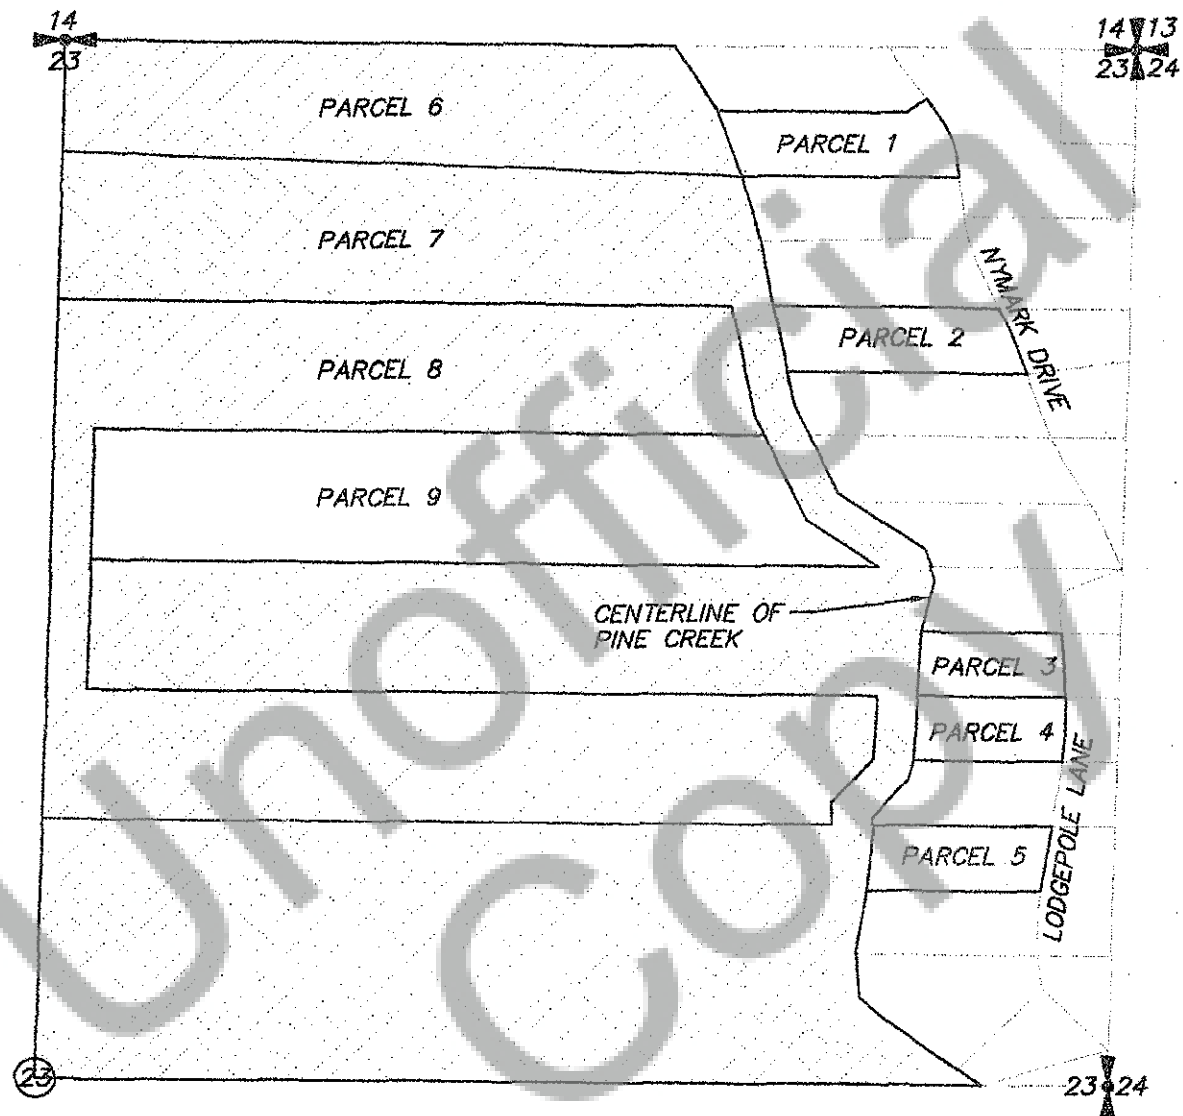 14
23
14 13
23 24
PARCEL 6
PARCEL 1
PARCEL 7
NYMARK DRIVE
PARCEL 2
PARCEL 8
PARCEL 9
CENTERLINE OF
PINE CREEK
PARCEL 3
PARCEL 4
LODGEPOLE LANE
PARCEL 5
23
23 24
Unofficial
Copy